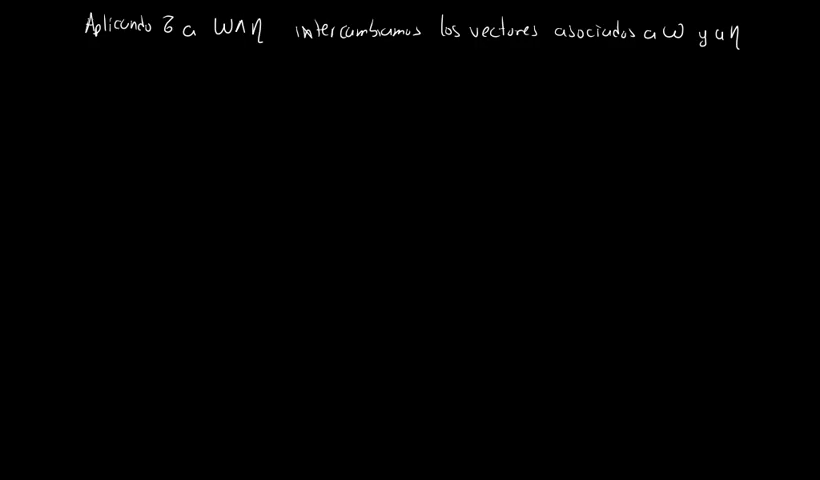 Aplicando σ a ω∧η intercambiamos los vectores asociados a ω y a η